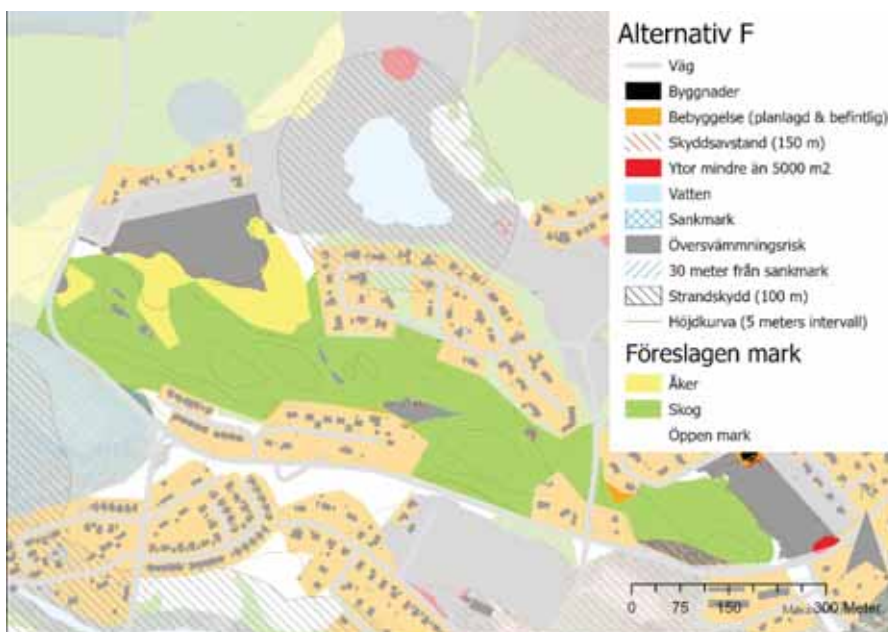 Alternativ F
Väg
Byggnader
Bebyggelse (planlagd & befintlig)
Skyddsavstand (150 m)
Ytor mindre än 5000 m2
Vatten
Sankmark
Översvämmningsrisk
30 meter från sankmark
Strandskydd (100 m)
Höjdkurva (5 meters intervall)
Föreslagen mark
Åker
Skog
Öppen mark
0 75 150 300 Meter